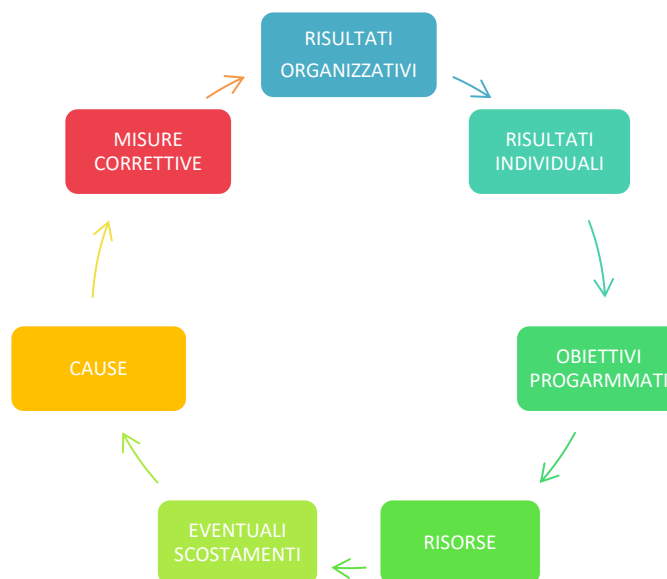 RISULTATI
ORGANIZZATIVI
RISULTATI
INDIVIDUALI
OBIETTIVI
PROGARMMATI
RISORSE
EVENTUALI
SCOSTAMENTI
CAUSE
MISURE
CORRETTIVE